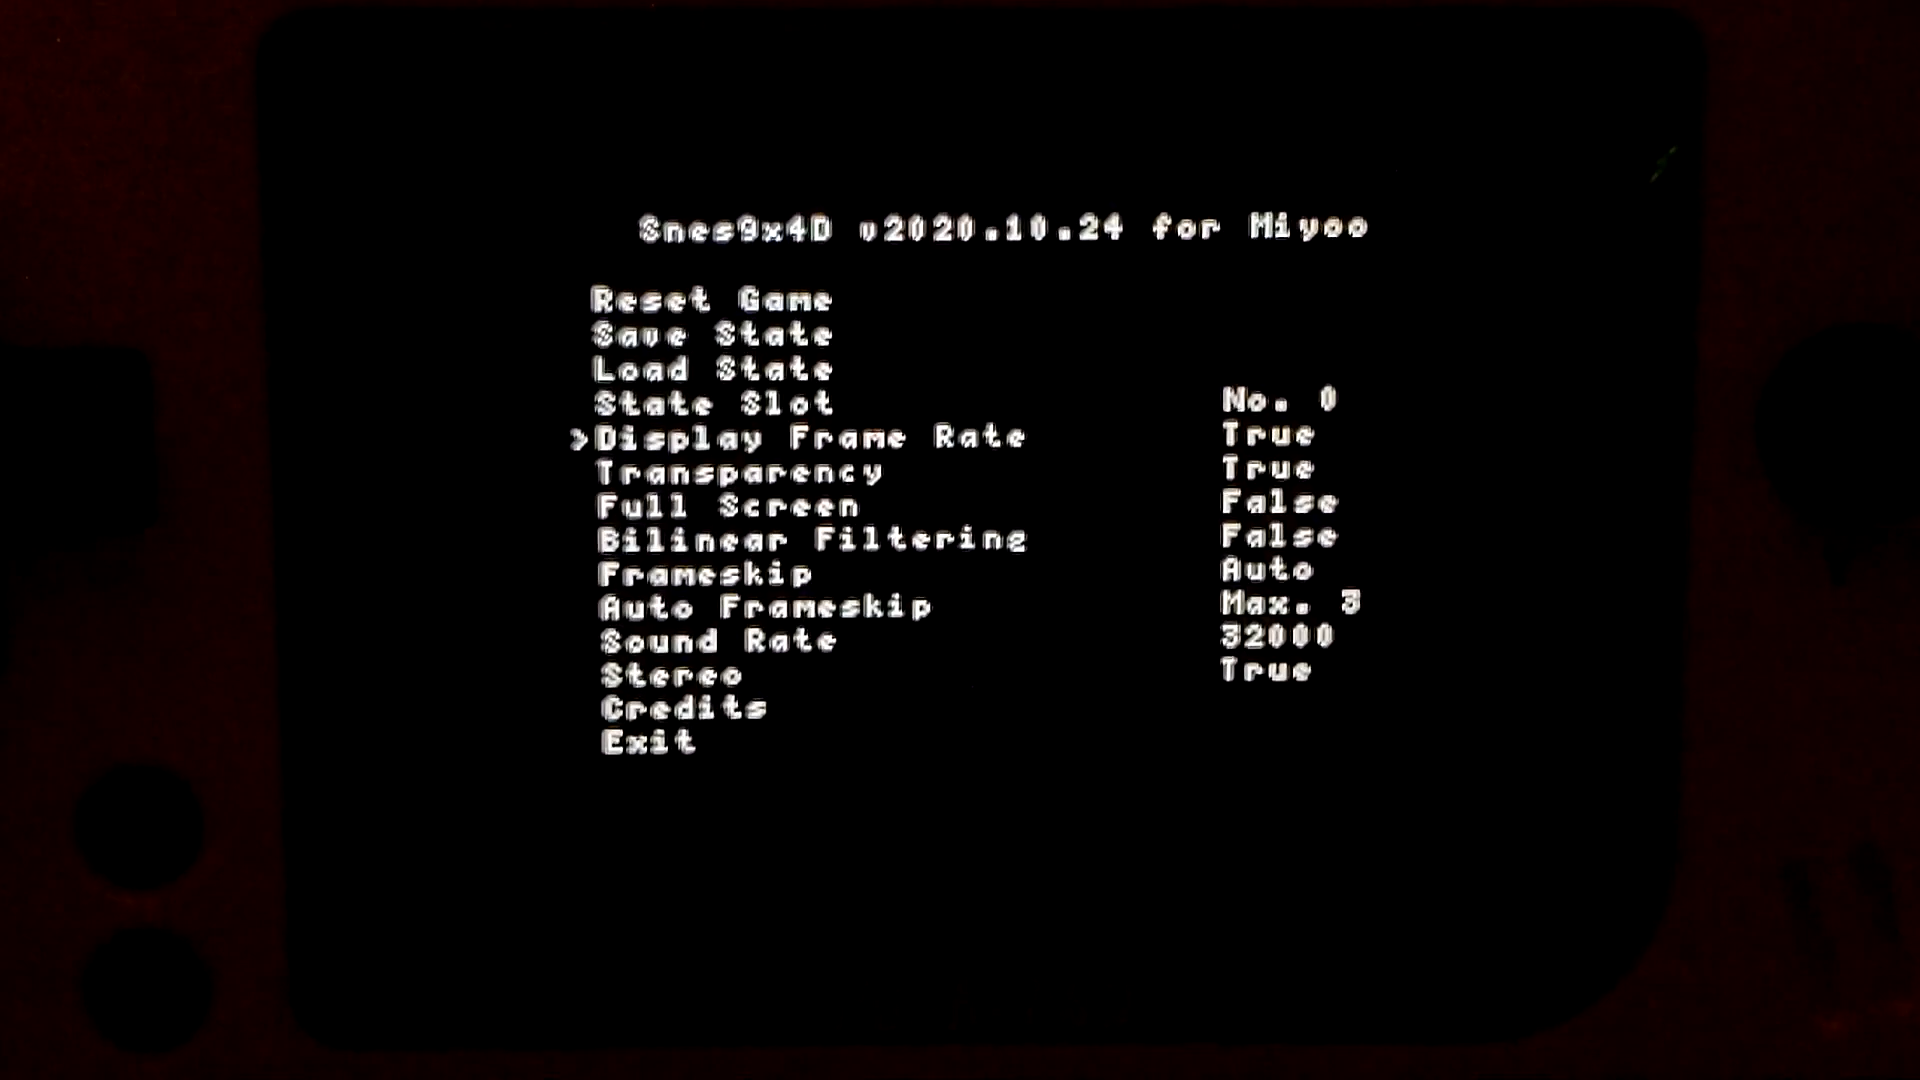 Snes9x4D v2020.10.24 for Miyoo
Reset Game
Save State
Load State
State Slot No. 0
>Display Frame Rate True
Transparency True
Full Screen False
Bilinear Filtering False
Frameskip Auto
Auto Frameskip Max. 3
Sound Rate 32000
Stereo True
Credits
Exit